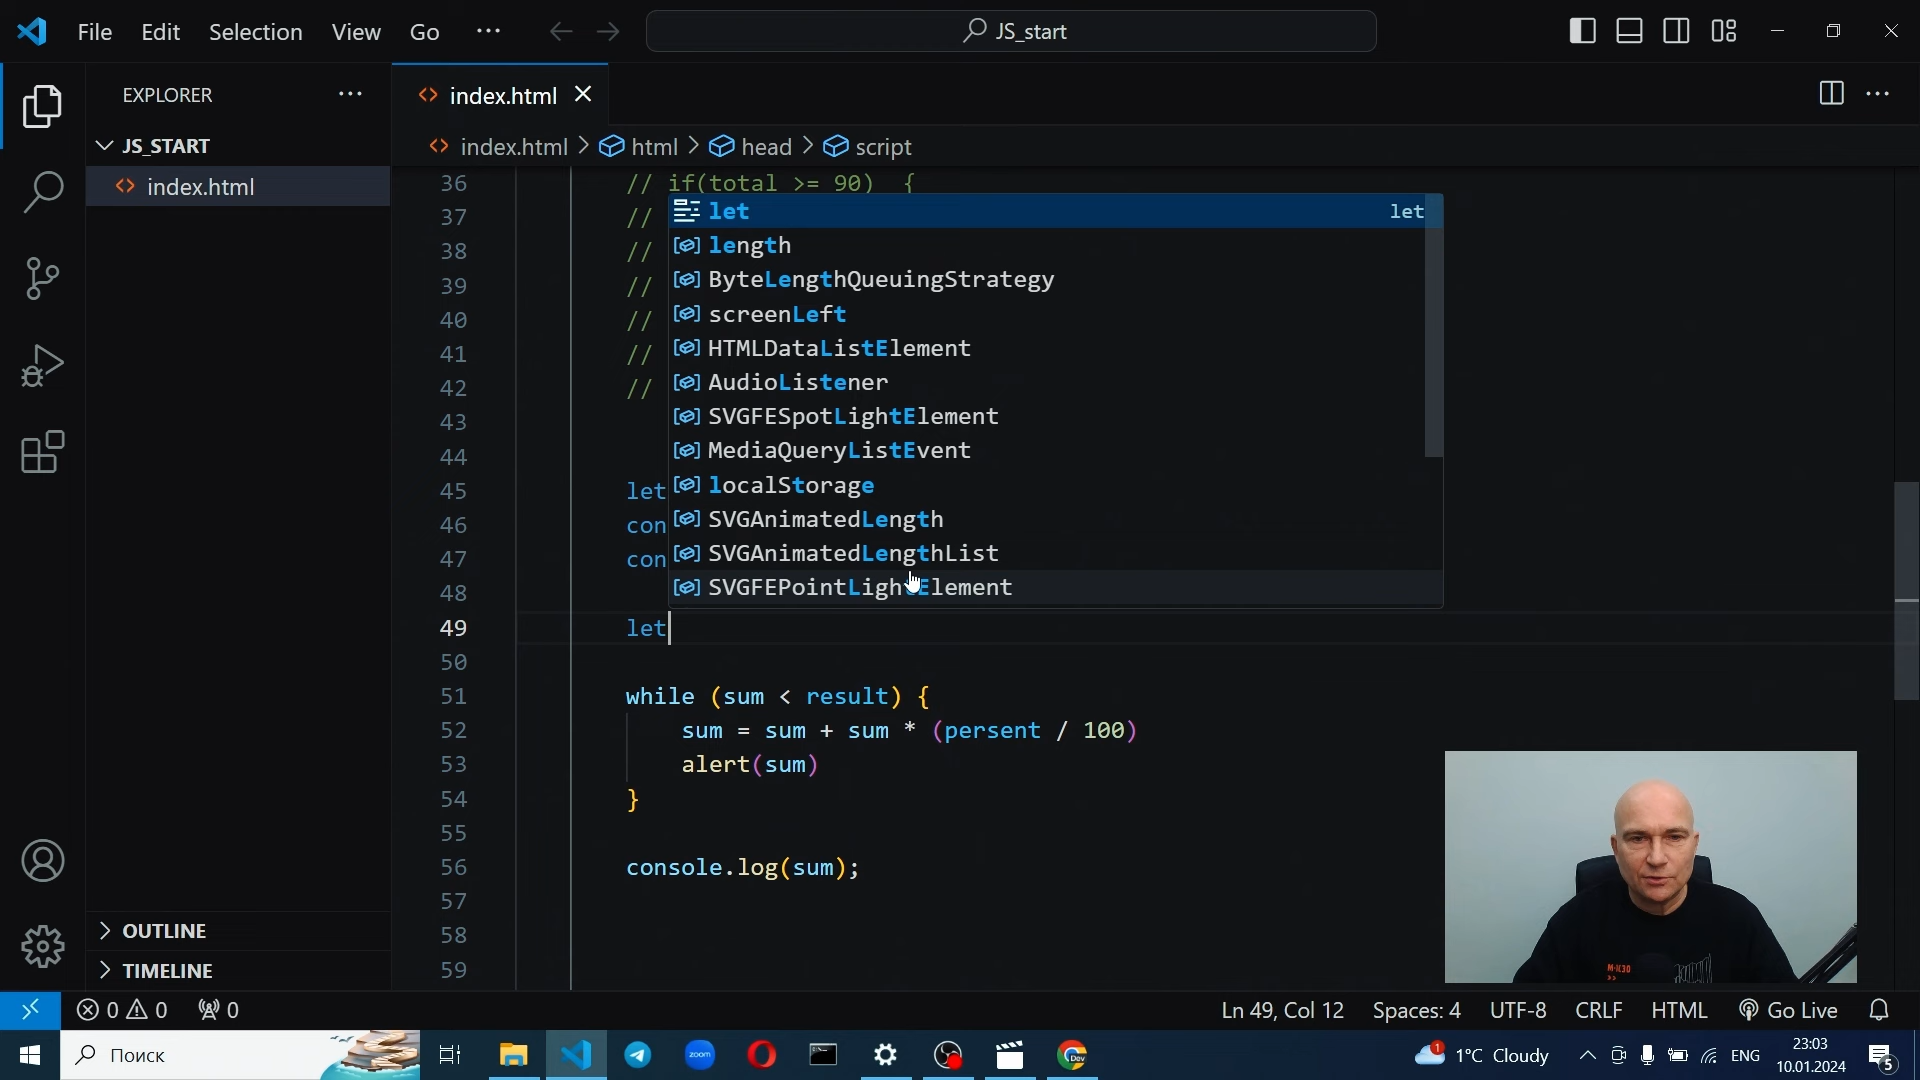 File Edit Selection View Go ··· JS_start
EXPLORER ···
index.html
JS_START
index.html > html > head > script
index.html
36 // if(total >= 90) {
37 //
38 //
39 //
40 //
41 //
42 //
43
44
45 let
46 con
47 con
48
49 let
50
51 while (sum < result) {
52 sum = sum + sum * (persent / 100)
53 alert(sum)
54 }
55
56 console.log(sum);
57
58
59
let let
length
ByteLengthQueuingStrategy
screenLeft
HTMLDataListElement
AudioListener
SVGFESpotLightElement
MediaQueryListEvent
localStorage
SVGAnimatedLength
SVGAnimatedLengthList
SVGFEPointLightElement
OUTLINE
TIMELINE
M-1C30
0 0 0 Ln 49, Col 12 Spaces: 4 UTF-8 CRLF HTML Go Live
Поиск zoom Dev 1 1°C Cloudy ENG 23:03
10.01.2024 5